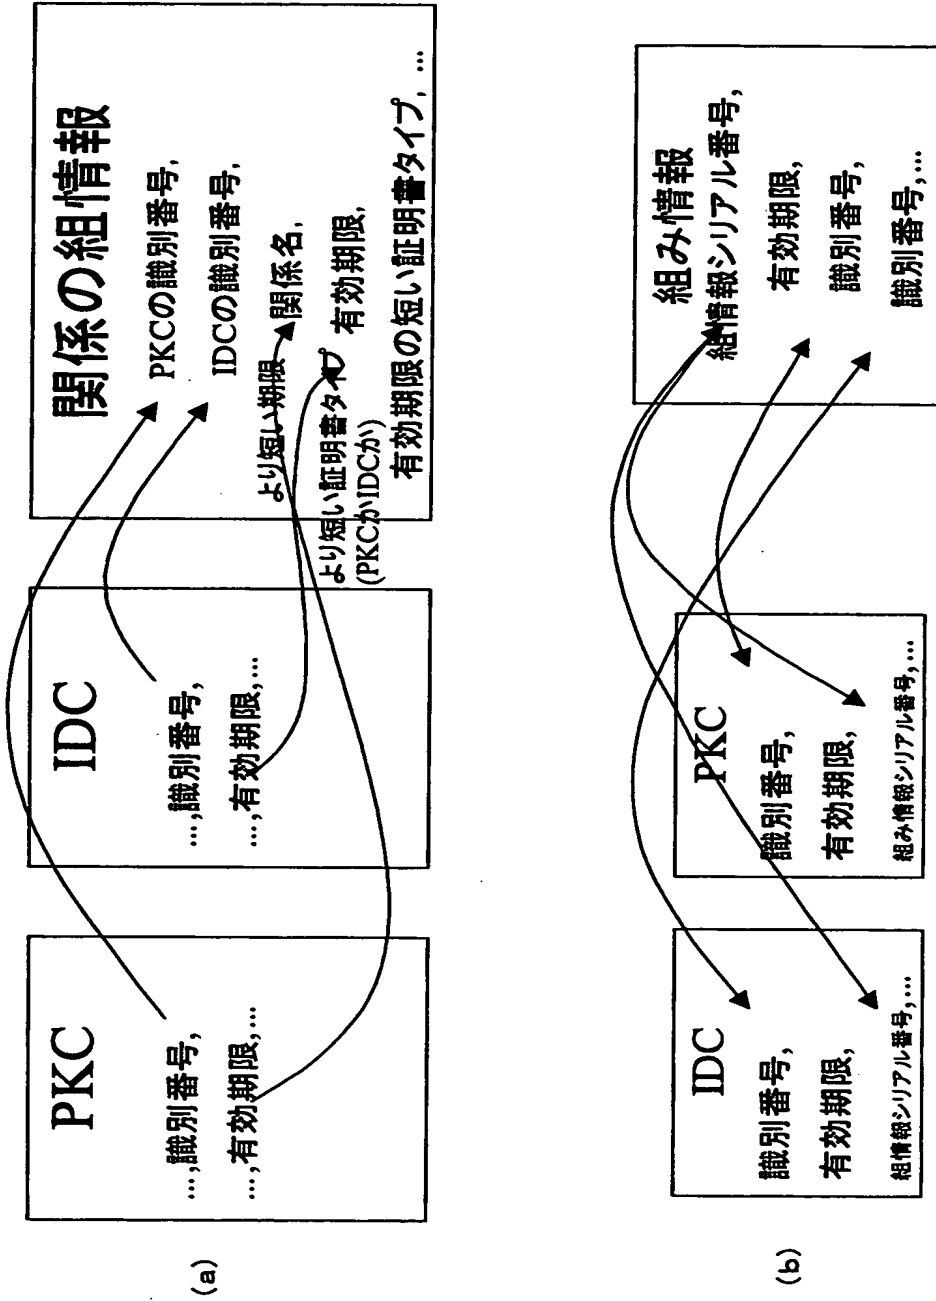 (a)
PKC
…,識別番号,
…,有効期限,…
IDC
…,識別番号,
…,有効期限,…
関係の組情報
PKCの識別番号,
IDCの識別番号,
関係名,
有効期限,
有効期限の短い証明書タイプ, …
より短い期限
より短い証明書タイプ
(PKCかIDCか)
(b)
IDC
識別番号,
有効期限,
組情報シリアル番号,…
PKC
識別番号,
有効期限,
組み情報シリアル番号,…
組み情報
組情報シリアル番号,
有効期限,
識別番号,
識別番号,…